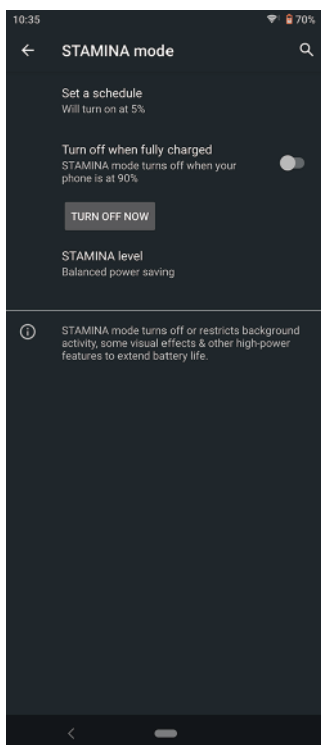 10:35
70%
STAMINA mode
Set a schedule
Will turn on at 5%
Turn off when fully charged
STAMINA mode turns off when your
phone is at 90%
TURN OFF NOW
STAMINA level
Balanced power saving
STAMINA mode turns off or restricts background
activity, some visual effects & other high-power
features to extend battery life.